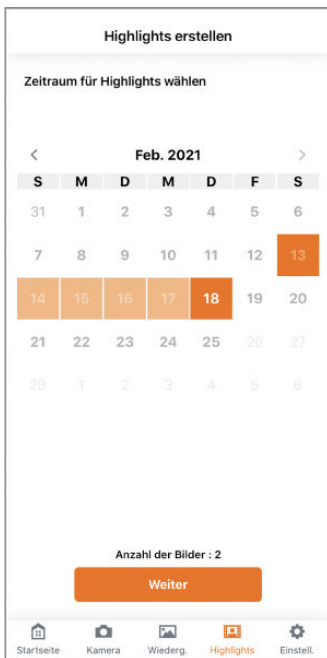 Highlights erstellen
Zeitraum für Highlights wählen
< Feb. 2021 >
S M D M D F S
31 1 2 3 4 5 6
7 8 9 10 11 12 13
14 15 16 17 18 19 20
21 22 23 24 25 26 27
28 1 2 3 4 5 6
Anzahl der Bilder : 2
Weiter
Startseite Kamera Wiederg. Highlights Einstell.